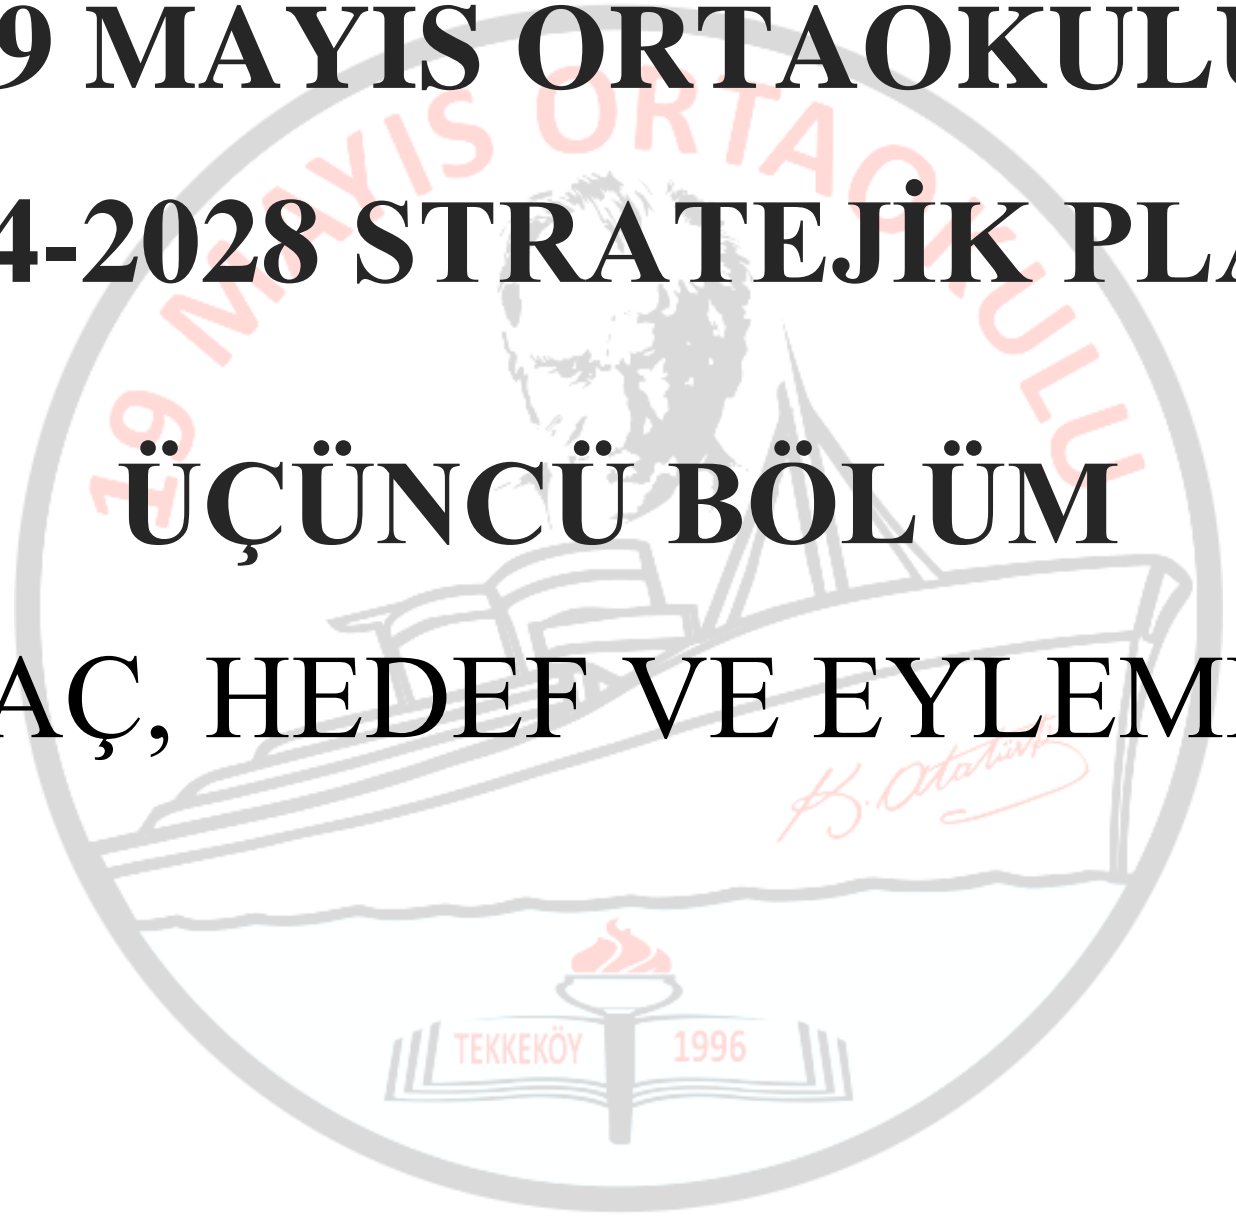 9 MAYIS ORTAOKULU
4-2028 STRATEJİK PLA
ÜÇÜNCÜ BÖLÜM
AÇ, HEDEF VE EYLEM
19 MAYIS ORTAOKULU
K. Atatürk
TEKKEKÖY 1996